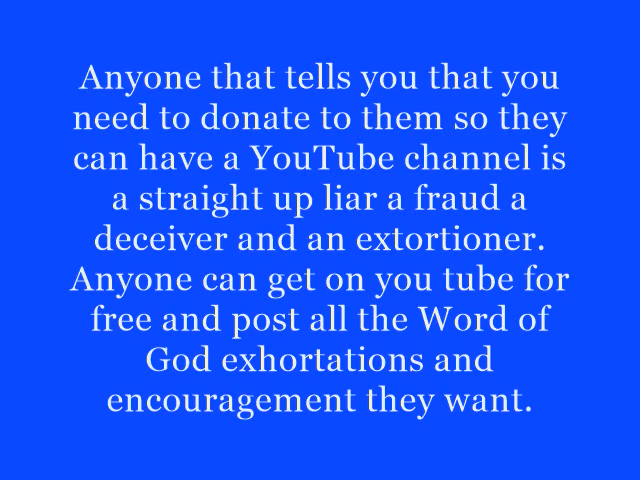 Anyone that tells you that you
need to donate to them so they
can have a YouTube channel is
a straight up liar a fraud a
deceiver and an extortioner.
Anyone can get on you tube for
free and post all the Word of
God exhortations and
encouragement they want.